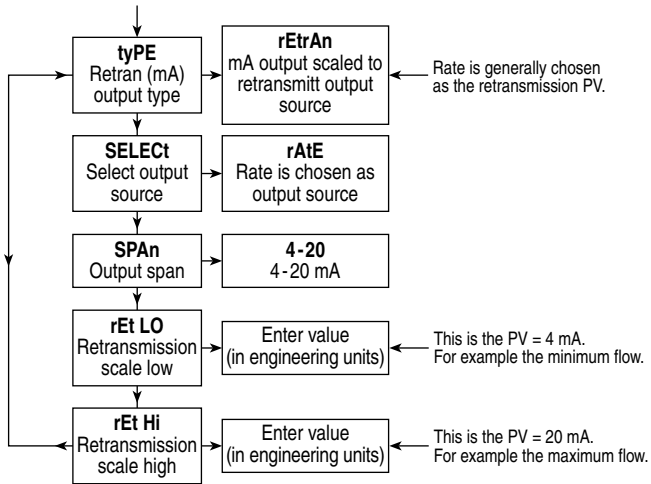 tyPE
Retran (mA)
output type
rEtrAn
mA output scaled to
retransmitt output
source
Rate is generally chosen
as the retransmission PV.
SELECt
Select output
source
rAtE
Rate is chosen as
output source
SPAn
Output span
4-20
4-20 mA
rEt LO
Retransmission
scale low
Enter value
(in engineering units)
This is the PV = 4 mA.
For example the minimum flow.
rEt Hi
Retransmission
scale high
Enter value
(in engineering units)
This is the PV = 20 mA.
For example the maximum flow.